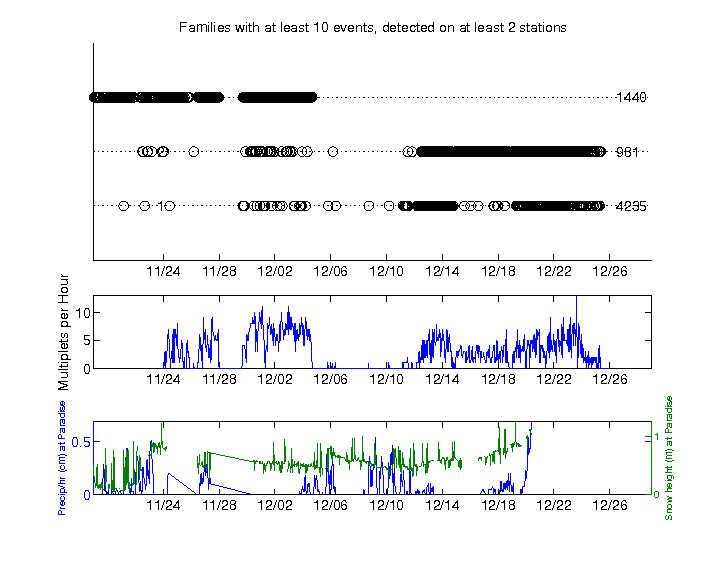 Families with at least 10 events, detected on at least 2 stations
1440
2 981
1 4235
11/24 11/28 12/02 12/06 12/10 12/14 12/18 12/22 12/26
Multiplets per Hour
10
5
0
11/24 11/28 12/02 12/06 12/10 12/14 12/18 12/22 12/26
Precip/hr (cm) at Paradise
0.5
0
Snow height (m) at Paradise
1
0
11/24 11/28 12/02 12/06 12/10 12/14 12/18 12/22 12/26